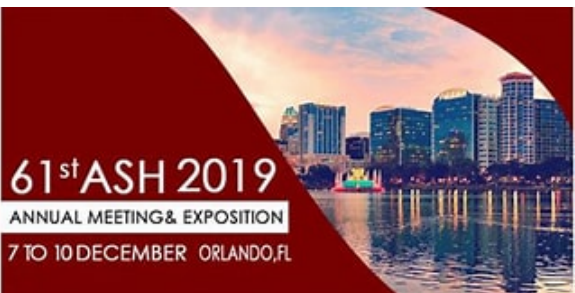 61st ASH 2019
ANNUAL MEETING& EXPOSITION
7 TO 10 DECEMBER ORLANDO,FL